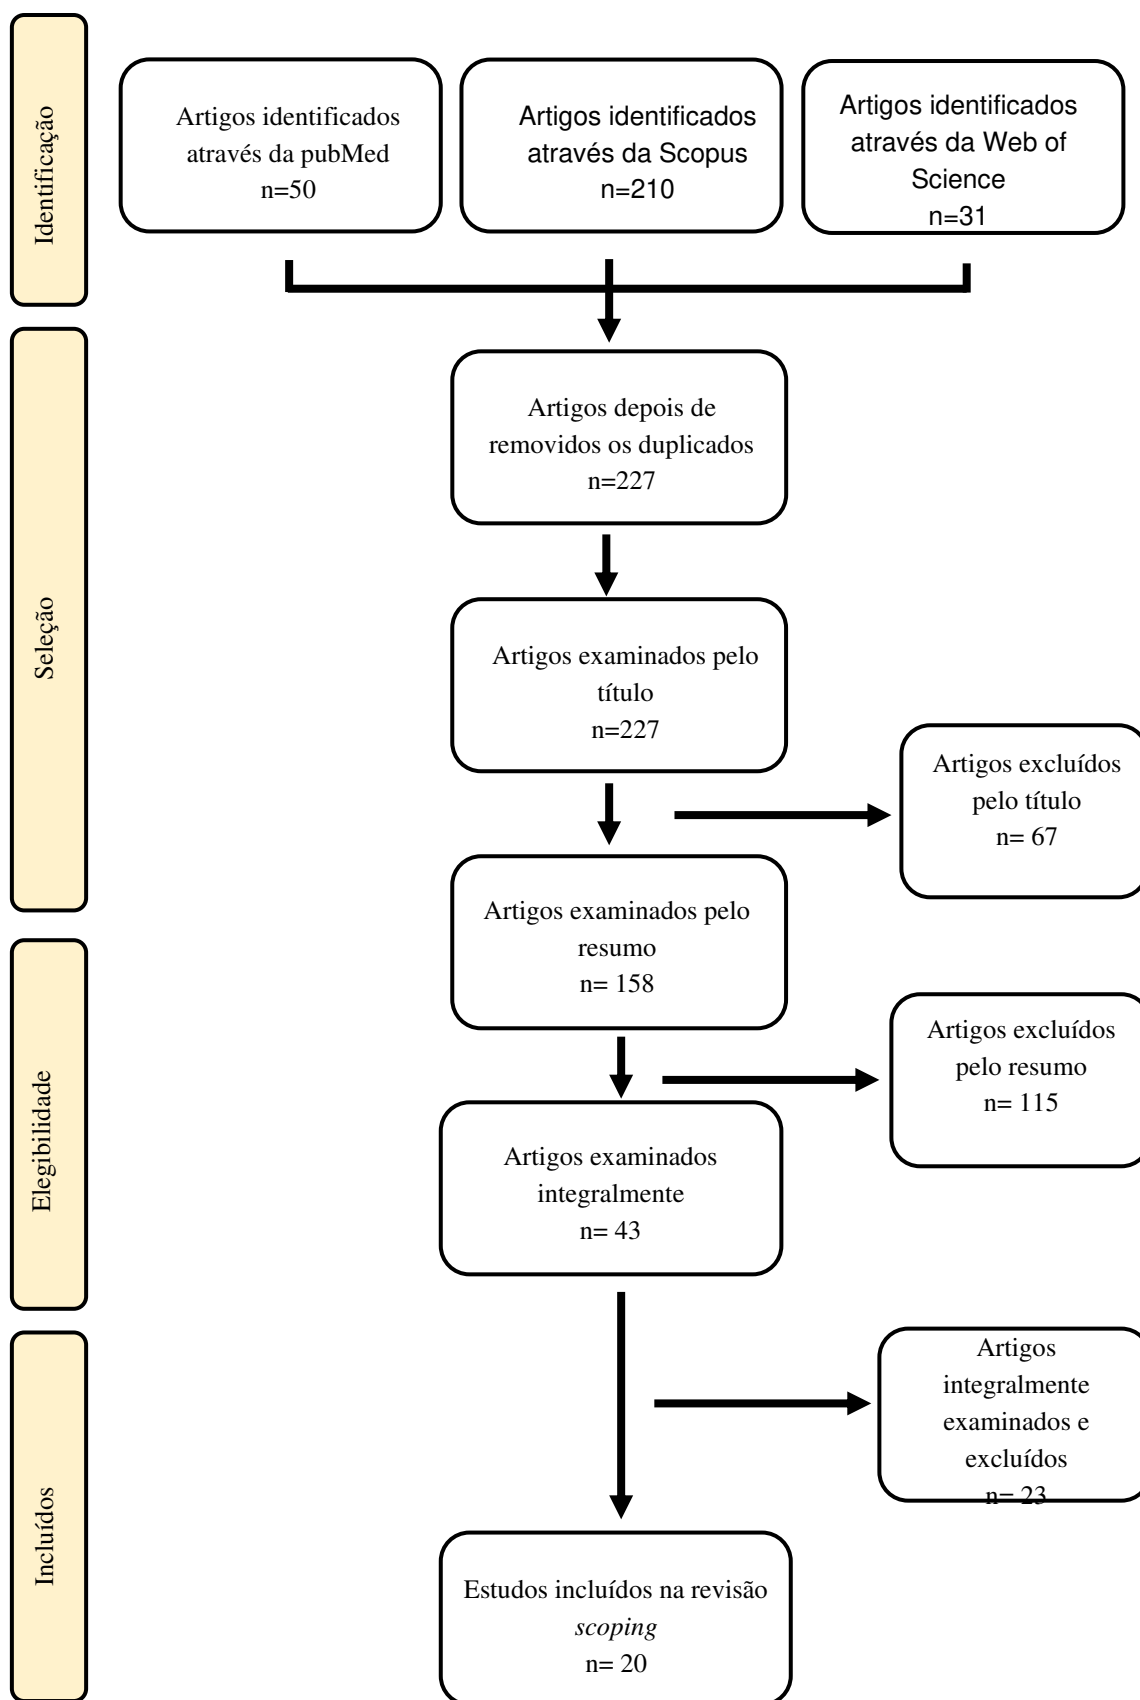 Identificação
Artigos identificados
através da pubMed
n=50
Artigos identificados
através da Scopus
n=210
Artigos identificados
através da Web of
Science
n=31
Seleção
Artigos depois de
removidos os duplicados
n=227
Artigos examinados pelo
título
n=227
Artigos excluídos
pelo título
n= 67
Artigos examinados pelo
resumo
n= 158
Elegibilidade
Artigos excluídos
pelo resumo
n= 115
Artigos examinados
integralmente
n= 43
Incluídos
Artigos
integralmente
examinados e
excluídos
n= 23
Estudos incluídos na revisão
scoping
n= 20